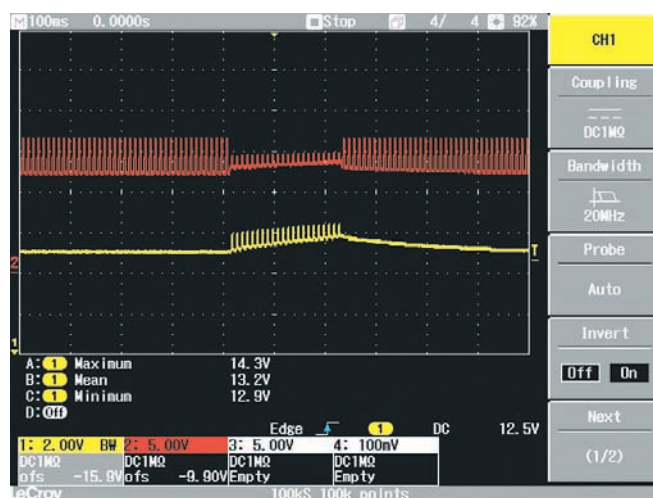 M 100ms 0.0000s Stop 4/ 4 92%
CH1
Coupling
DC1MΩ
Bandwidth
20MHz
Probe
Auto
Invert
Off On
Next
(1/2)
2
T
1
A: 1 Maximum 14.3V
B: 1 Mean 13.2V
C: 1 Minimum 12.9V
D: Off
Edge 1 DC 12.5V
1: 2.00V BW 2: 5.00V 3: 5.00V 4: 100mV
DC1MΩ DC1MΩ DC1MΩ DC1MΩ
ofs -15.9V ofs -9.90V Empty Empty
eCroy 100kS 100k points